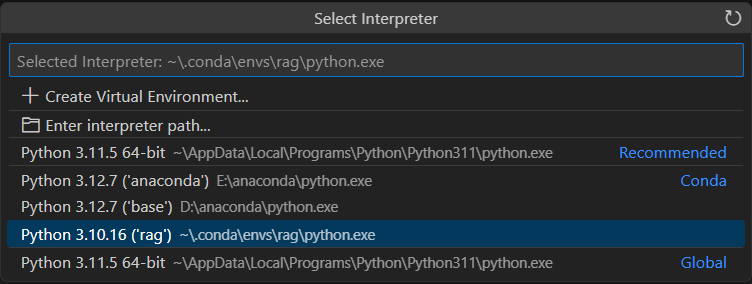 Select Interpreter
Selected Interpreter: ~\.conda\envs\rag\python.exe
+ Create Virtual Environment...
Enter interpreter path...
Python 3.11.5 64-bit ~\AppData\Local\Programs\Python\Python311\python.exe Recommended
Python 3.12.7 ('anaconda') E:\anaconda\python.exe Conda
Python 3.12.7 ('base') D:\anaconda\python.exe
Python 3.10.16 ('rag') ~\.conda\envs\rag\python.exe
Python 3.11.5 64-bit ~\AppData\Local\Programs\Python\Python311\python.exe Global